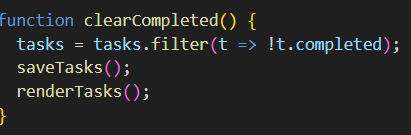 function clearCompleted() {
  tasks = tasks.filter(t => !t.completed);
  saveTasks();
  renderTasks();
}